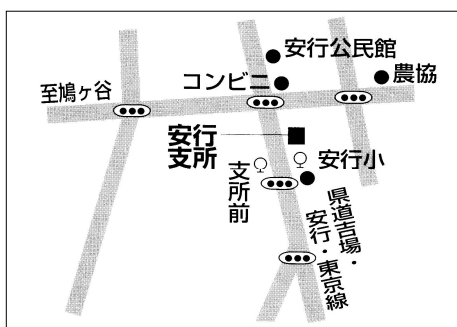 安行公民館
コンビニ
農協
至鳩ヶ谷
安行
支所
安行小
支所前
県道吉場・
安行・東京線